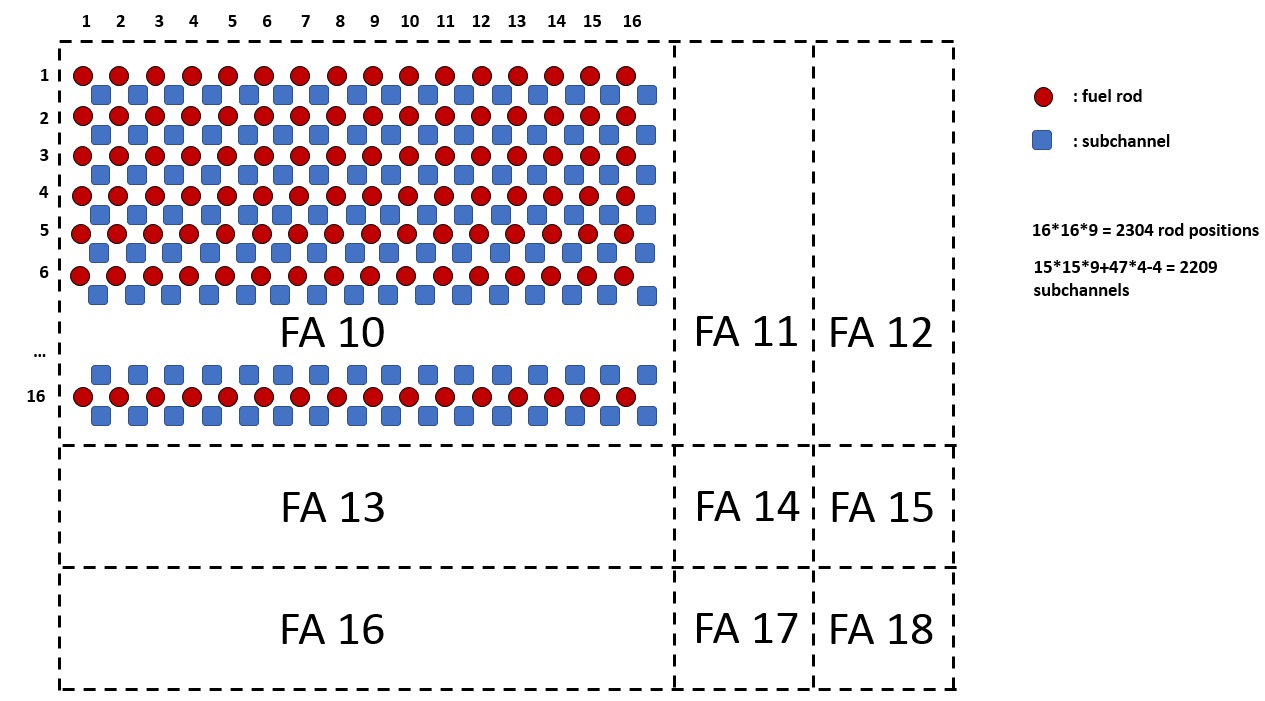 1 2 3 4 5 6 7 8 9 10 11 12 13 14 15 16
1
2
3
4
5
6
...
16
FA 10 FA 11 FA 12
FA 13 FA 14 FA 15
FA 16 FA 17 FA 18
: fuel rod
: subchannel
16*16*9 = 2304 rod positions
15*15*9+47*4-4 = 2209
subchannels